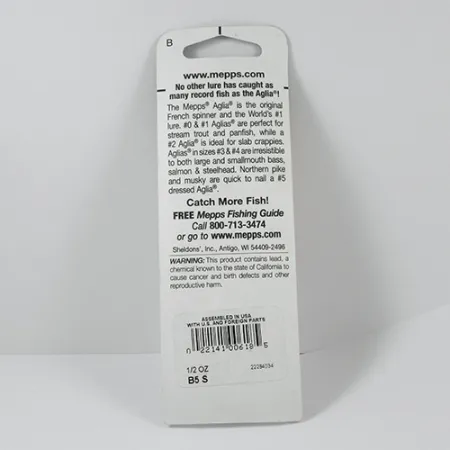 B
www.mepps.com
No other lure has caught as
many record fish as the Aglia®!
The Mepps® Aglia® is the original
French spinner and the World's #1
lure. #0 & #1 Aglias® are perfect for
stream trout and panfish, while a
#2 Aglia® is ideal for slab crappies.
Aglias® in sizes #3 & #4 are irresistible
to both large and smallmouth bass,
salmon & steelhead. Northern pike
and musky are quick to nail a #5
dressed Aglia®.
Catch More Fish!
FREE Mepps Fishing Guide
Call 800-713-3474
or go to www.mepps.com
Sheldons', Inc., Antigo, WI 54409-2496
WARNING: This product contains lead, a
chemical known to the state of California to
cause cancer and birth defects and other
reproductive harm.
ASSEMBLED IN USA
WITH U.S. AND FOREIGN PARTS
0 22141 00618 5
1/2 OZ
B5 S